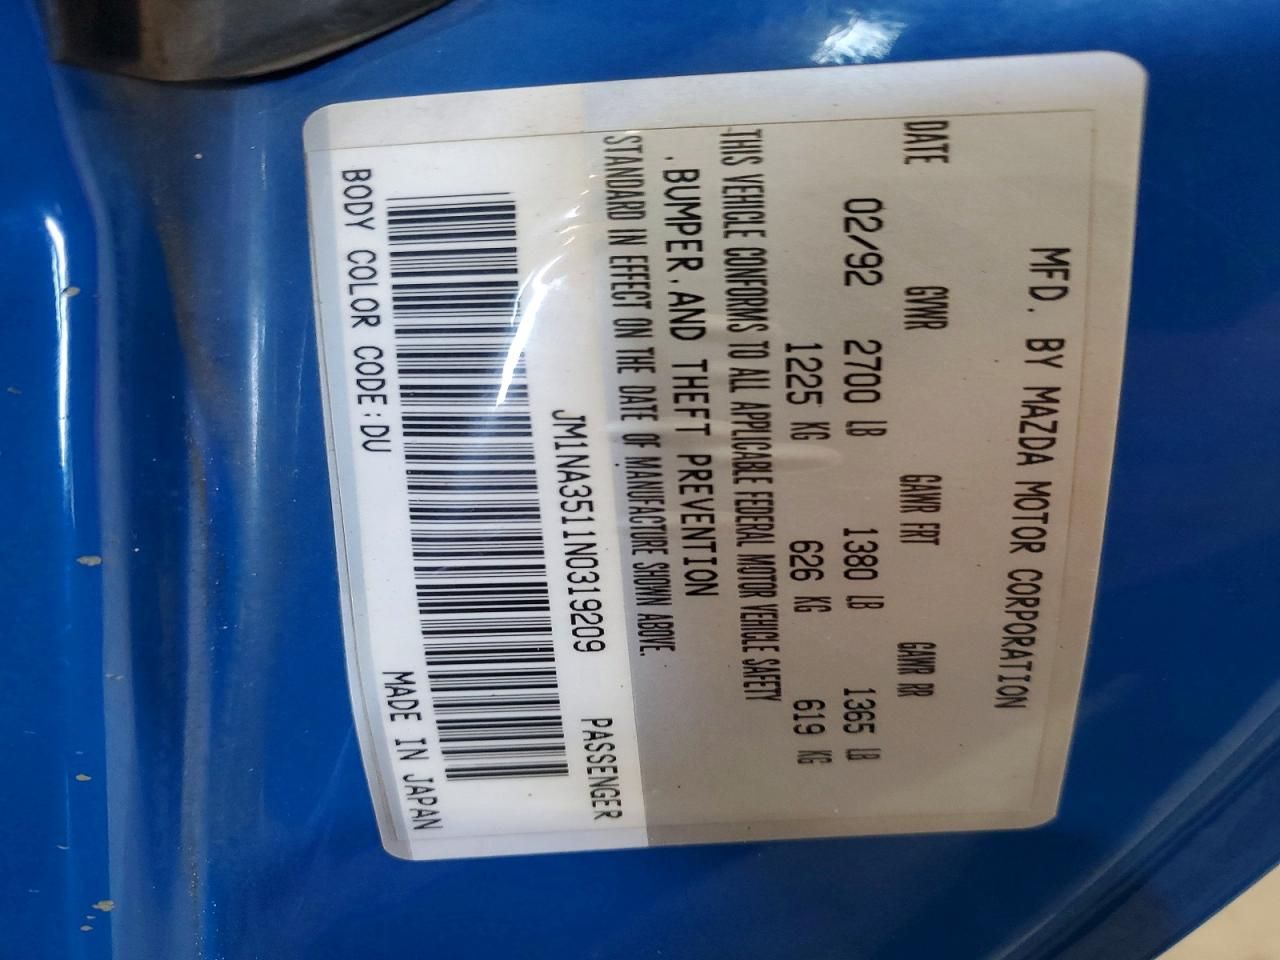 MFD. BY MAZDA MOTOR CORPORATION
DATE GVWR GAWR FRT GAWR RR
02/92 2700 LB 1380 LB 1365 LB
1225 KG 626 KG 619 KG
THIS VEHICLE CONFORMS TO ALL APPLICABLE FEDERAL MOTOR VEHICLE SAFETY
.BUMPER.AND THEFT PREVENTION
STANDARD IN EFFECT ON THE DATE OF MANUFACTURE SHOWN ABOVE.
JM1NA3511N0319209 PASSENGER
BODY COLOR CODE:DU MADE IN JAPAN